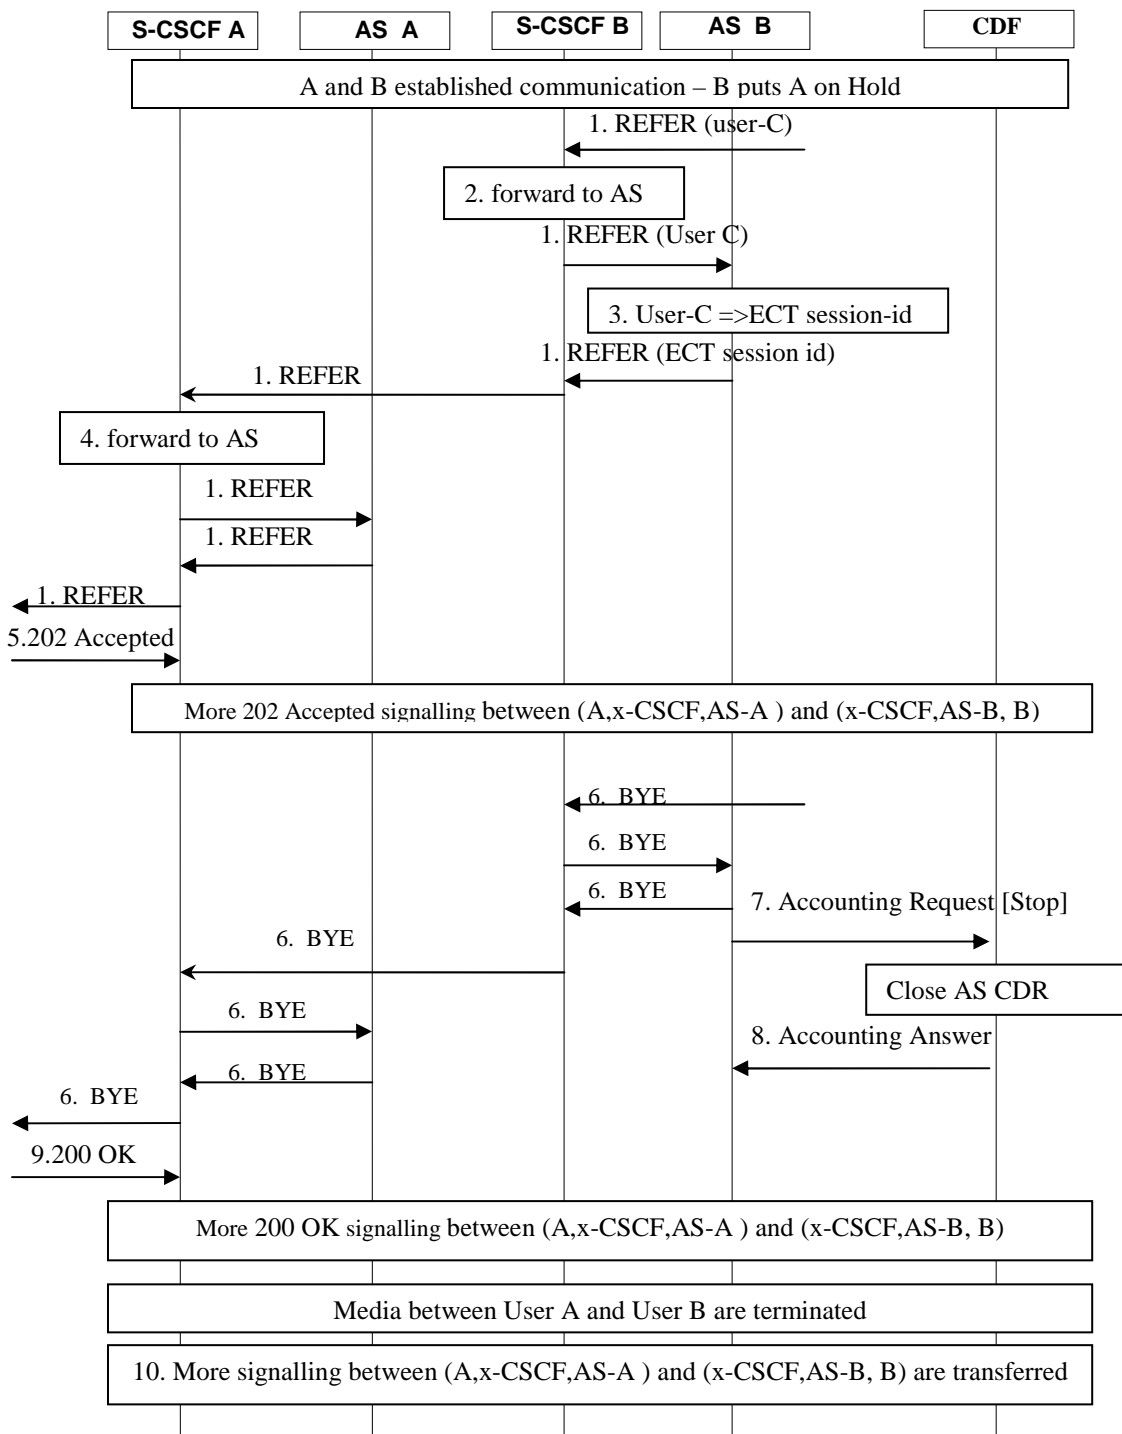 S-CSCF A
AS A
S-CSCF B
AS B
CDF
A and B established communication – B puts A on Hold
1. REFER (user-C)
2. forward to AS
1. REFER (User C)
3. User-C =>ECT session-id
1. REFER (ECT session id)
1. REFER
4. forward to AS
1. REFER
1. REFER
1. REFER
5.202 Accepted
More 202 Accepted signalling between (A,x-CSCF,AS-A ) and (x-CSCF,AS-B, B)
6. BYE
6. BYE
6. BYE
7. Accounting Request [Stop]
6. BYE
Close AS CDR
6. BYE
8. Accounting Answer
6. BYE
6. BYE
9.200 OK
More 200 OK signalling between (A,x-CSCF,AS-A ) and (x-CSCF,AS-B, B)
Media between User A and User B are terminated
10. More signalling between (A,x-CSCF,AS-A ) and (x-CSCF,AS-B, B) are transferred